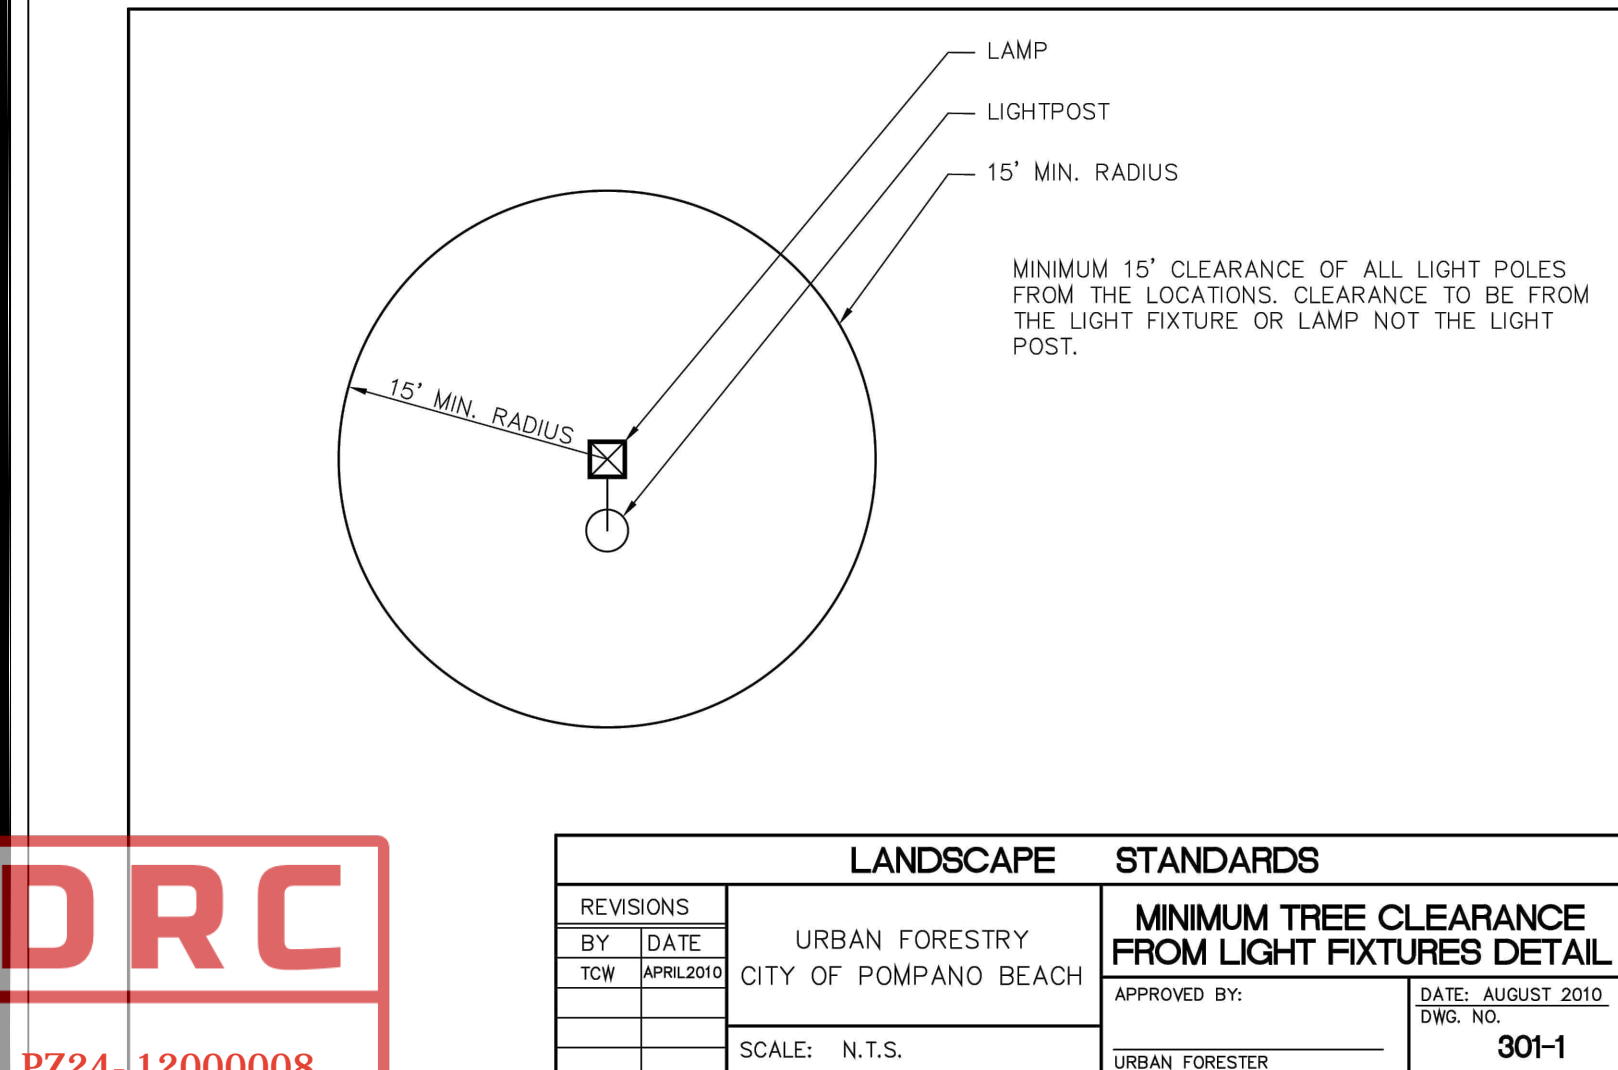 LAMP
LIGHTPOST
15' MIN. RADIUS
MINIMUM 15' CLEARANCE OF ALL LIGHT POLES
FROM THE LOCATIONS. CLEARANCE TO BE FROM
THE LIGHT FIXTURE OR LAMP NOT THE LIGHT
POST.
15' MIN. RADIUS
DRC
PZ24-12000008
LANDSCAPE STANDARDS
REVISIONS
BY DATE
TCW APRIL2010
URBAN FORESTRY
CITY OF POMPANO BEACH
SCALE: N.T.S.
MINIMUM TREE CLEARANCE
FROM LIGHT FIXTURES DETAIL
APPROVED BY:
URBAN FORESTER
DATE: AUGUST 2010
DWG. NO.
301-1